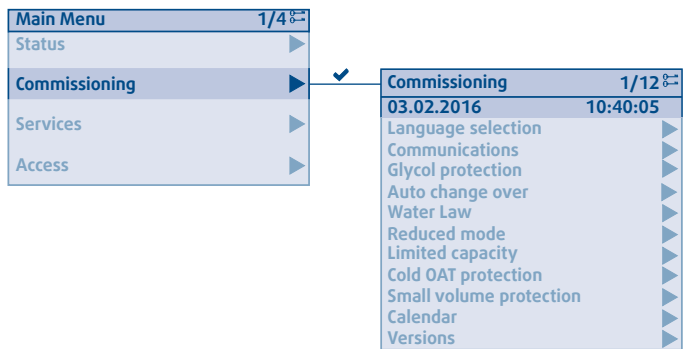 Main Menu 1/4
Status
Commissioning
Services
Access
Commissioning 1/12
03.02.2016 10:40:05
Language selection
Communications
Glycol protection
Auto change over
Water Law
Reduced mode
Limited capacity
Cold OAT protection
Small volume protection
Calendar
Versions